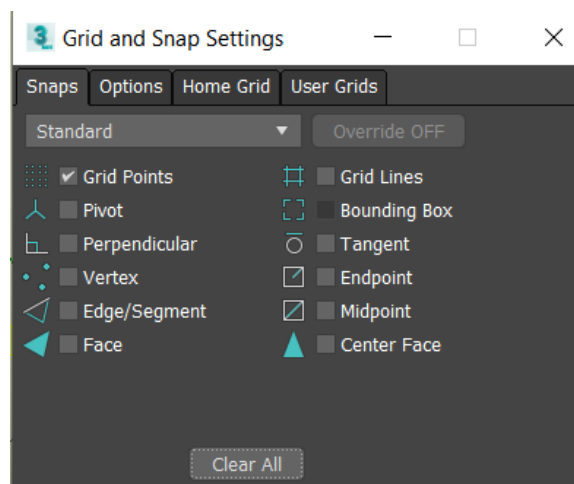 Grid and Snap Settings
Snaps Options Home Grid User Grids
Standard Override OFF
Grid Points Grid Lines
Pivot Bounding Box
Perpendicular Tangent
Vertex Endpoint
Edge/Segment Midpoint
Face Center Face
Clear All